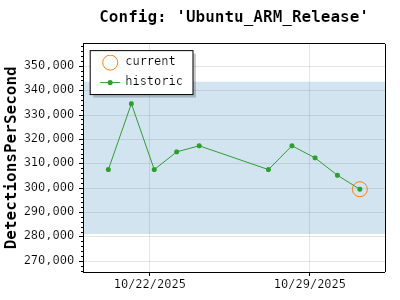 Config: 'Ubuntu_ARM_Release'
current
historic
DetectionsPerSecond
350,000
340,000
330,000
320,000
310,000
300,000
290,000
280,000
270,000
10/22/2025
10/29/2025